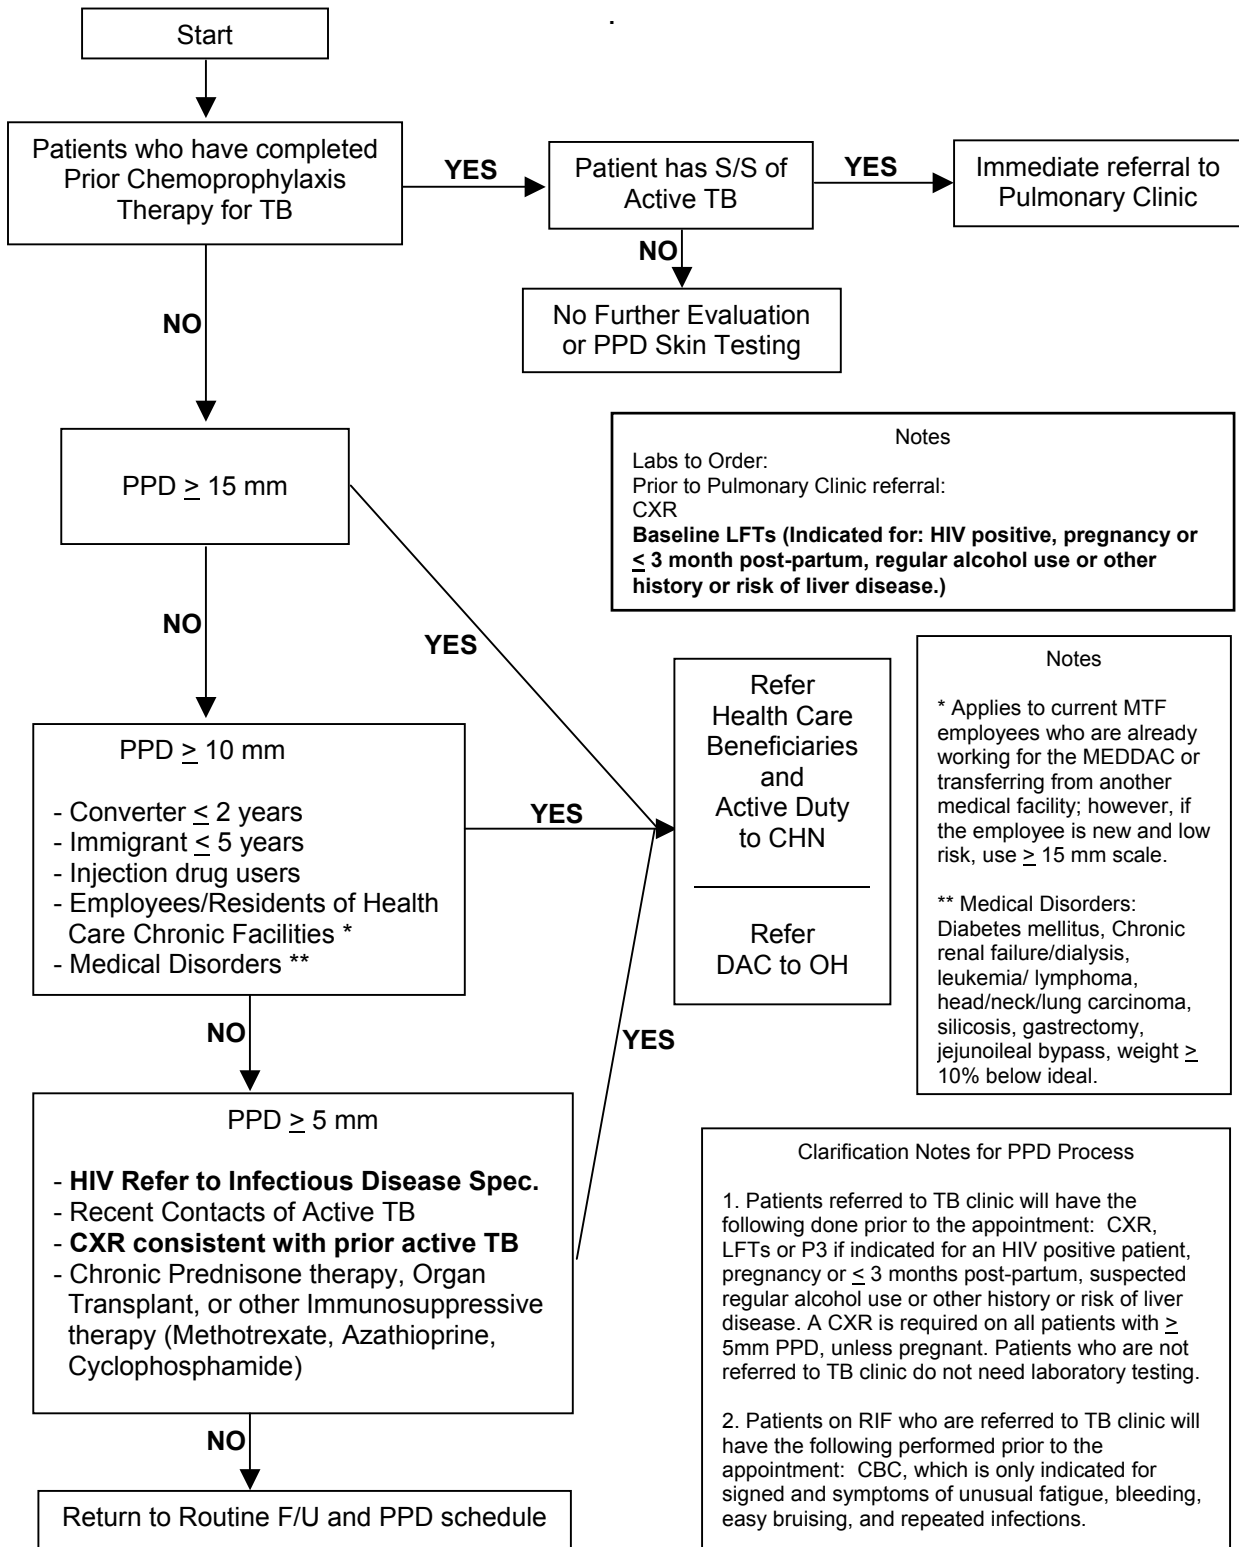 .
Start
Patients who have completed
Prior Chemoprophylaxis
Therapy for TB
YES
Patient has S/S of
Active TB
YES
Immediate referral to
Pulmonary Clinic
NO
No Further Evaluation
or PPD Skin Testing
NO
PPD ≥ 15 mm
Notes
Labs to Order:
Prior to Pulmonary Clinic referral:
CXR
Baseline LFTs (Indicated for: HIV positive, pregnancy or
≤ 3 month post-partum, regular alcohol use or other
history or risk of liver disease.)
NO
YES
PPD ≥ 10 mm
- Converter ≤ 2 years
- Immigrant ≤ 5 years
- Injection drug users
- Employees/Residents of Health
Care Chronic Facilities *
- Medical Disorders **
YES
Refer
Health Care
Beneficiaries
and
Active Duty
to CHN
Refer
DAC to OH
Notes
* Applies to current MTF
employees who are already
working for the MEDDAC or
transferring from another
medical facility; however, if
the employee is new and low
risk, use ≥ 15 mm scale.
** Medical Disorders:
Diabetes mellitus, Chronic
renal failure/dialysis,
leukemia/ lymphoma,
head/neck/lung carcinoma,
silicosis, gastrectomy,
jejunoileal bypass, weight ≥
10% below ideal.
NO
YES
PPD ≥ 5 mm
- HIV Refer to Infectious Disease Spec.
- Recent Contacts of Active TB
- CXR consistent with prior active TB
- Chronic Prednisone therapy, Organ
Transplant, or other Immunosuppressive
therapy (Methotrexate, Azathioprine,
Cyclophosphamide)
NO
Return to Routine F/U and PPD schedule
Clarification Notes for PPD Process
1. Patients referred to TB clinic will have the
following done prior to the appointment: CXR,
LFTs or P3 if indicated for an HIV positive patient,
pregnancy or ≤ 3 months post-partum, suspected
regular alcohol use or other history or risk of liver
disease. A CXR is required on all patients with ≥
5mm PPD, unless pregnant. Patients who are not
referred to TB clinic do not need laboratory testing.
2. Patients on RIF who are referred to TB clinic will
have the following performed prior to the
appointment: CBC, which is only indicated for
signed and symptoms of unusual fatigue, bleeding,
easy bruising, and repeated infections.